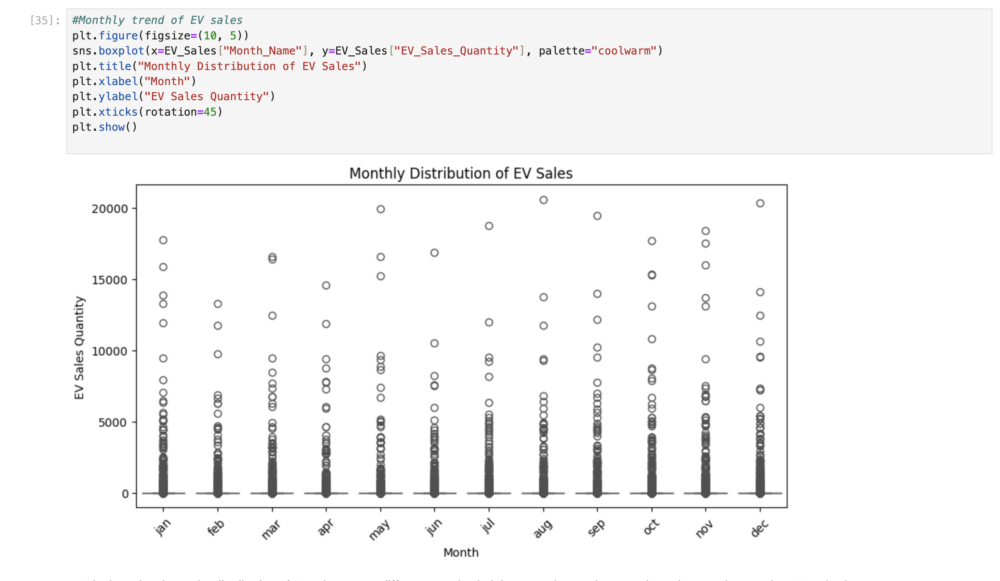 [35]: #Monthly trend of EV sales
plt.figure(figsize=(10, 5))
sns.boxplot(x=EV_Sales["Month_Name"], y=EV_Sales["EV_Sales_Quantity"], palette="coolwarm")
plt.title("Monthly Distribution of EV Sales")
plt.xlabel("Month")
plt.ylabel("EV Sales Quantity")
plt.xticks(rotation=45)
plt.show()
Monthly Distribution of EV Sales
EV Sales Quantity
20000
15000
10000
5000
0
jan feb mar apr may jun jul aug sep oct nov dec
Month